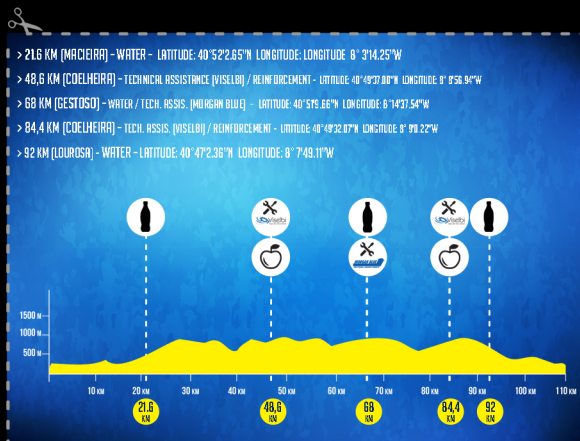 > 21.6 KM (MACIEIRA) - WATER - LATITUDE: 40°52'2.65"N LONGITUDE: LONGITUDE 8° 3'14.25"W
> 48,6 KM (COELHEIRA) - TECHNICAL ASSISTANCE (VISELBI) / REINFORCEMENT - LATITUDE: 40°49'37.00"N LONGITUDE: 8° 9'56.94"W
> 68 KM (GESTOSO) - WATER / TECH. ASSIS. (MORGAN BLUE) - LATITUDE: 40°51'9.66"N LONGITUDE: 8°14'37.54"W
> 84,4 KM (COELHEIRA) - TECH. ASSIS. (VISELBI) / REINFORCEMENT - LATITUDE: 40°49'32.07"N LONGITUDE: 8° 9'0.22"W
> 92 KM (LOUROSA) - WATER - LATITUDE: 40°47'2.36"N LONGITUDE: 8° 7'49.11"W
Viselbi Viselbi
MORGAN BLUE
M
1500 M
1000 M
500 M
10 KM 20 KM 30 KM 40 KM 50 KM 60 KM 70 KM 80 KM 90 KM 100 KM 110 KM
21.6 KM 48,6 KM 68 KM 84,4 KM 92 KM